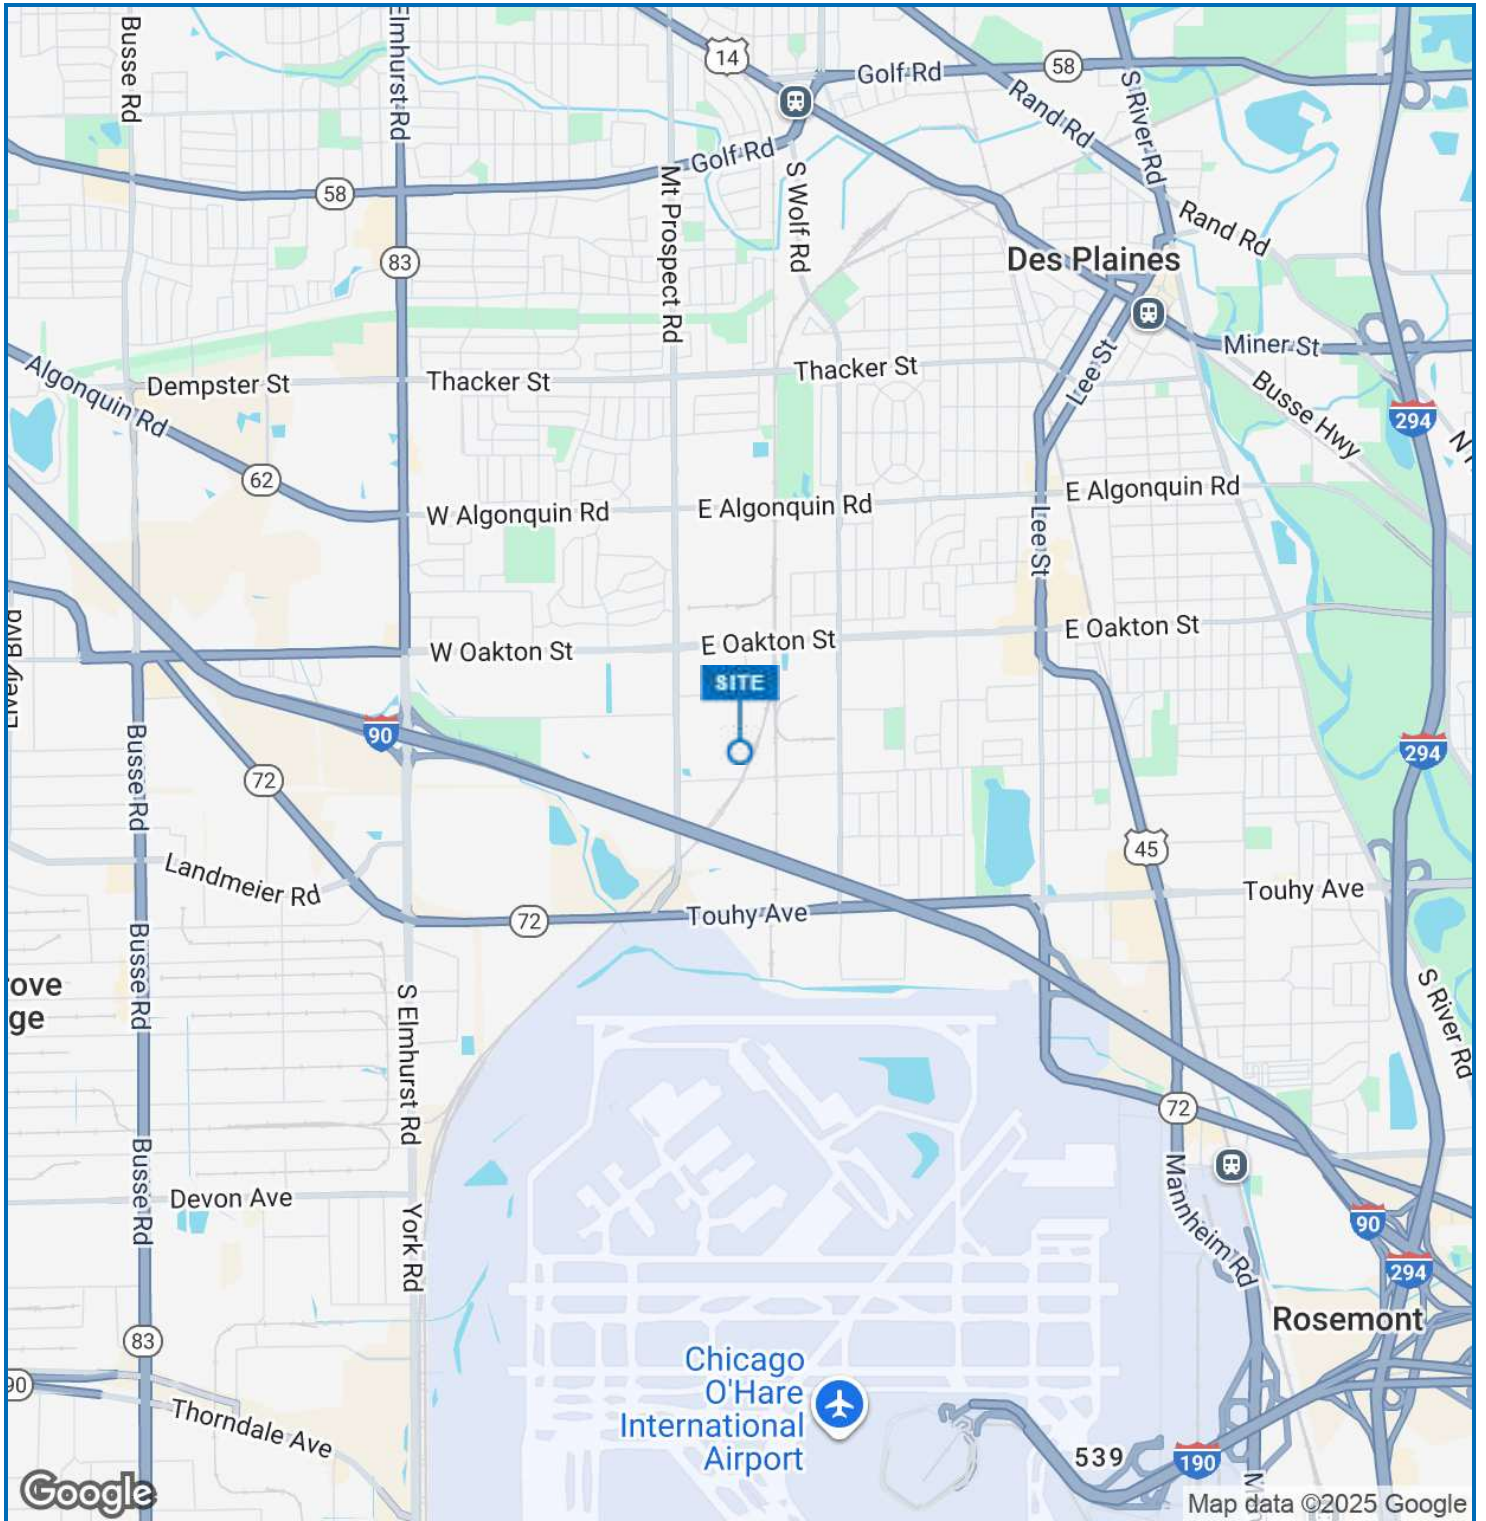 Busse Rd
Elmhurst Rd
14
Golf Rd
58
S River Rd
Rand Rd
Golf Rd
58
Mt Prospect Rd
S Wolf Rd
Rand Rd
83
Des Plaines
Miner St
Thacker St
Lee St
Algonquin Rd
Dempster St
Thacker St
Busse Hwy
294
62
W Algonquin Rd
E Algonquin Rd
E Algonquin Rd
Lee St
W Oakton St
E Oakton St
E Oakton St
SITE
90
294
Busse Rd
72
45
Landmeier Rd
Touhy Ave
72
Touhy Ave
Busse Rd
ove
ge
S Elmhurst Rd
S River Rd
72
Busse Rd
Devon Ave
York Rd
Mannheim Rd
90
294
Rosemont
83
Chicago
O'Hare
International
Airport
90
Thorndale Ave
539
190
Google
Map data ©2025 Google